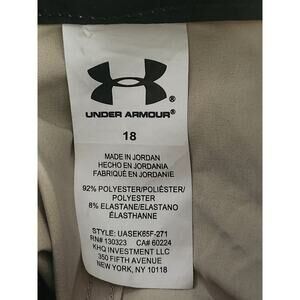 UNDER ARMOUR®
18
MADE IN JORDAN
HECHO EN JORDANIA
FABRIQUÉ EN JORDANIE
92% POLYESTER/POLIÉSTER/
POLYESTER
8% ELASTANE/ELASTANO
ÉLASTHANNE
STYLE: UASEK65F-271
RN# 130323 CA# 60224
KHQ INVESTMENT LLC
350 FIFTH AVENUE
NEW YORK, NY 10118